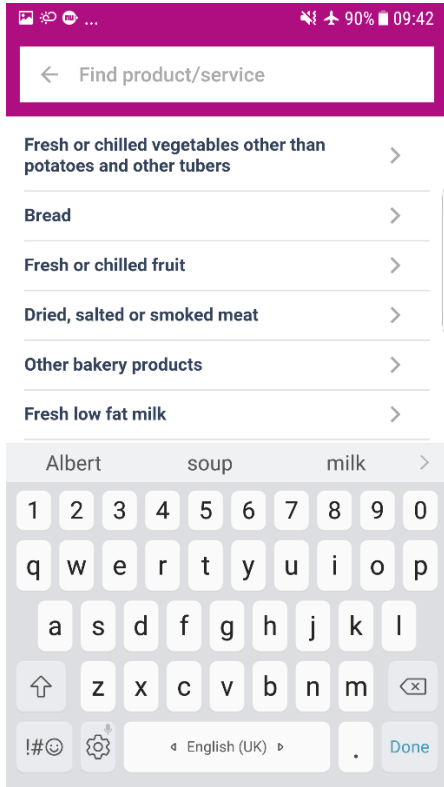 90% 09:42
Find product/service
Fresh or chilled vegetables other than
potatoes and other tubers
Bread
Fresh or chilled fruit
Dried, salted or smoked meat
Other bakery products
Fresh low fat milk
Albert soup milk
1 2 3 4 5 6 7 8 9 0
q w e r t y u i o p
a s d f g h j k l
z x c v b n m
!#☺ English (UK) . Done